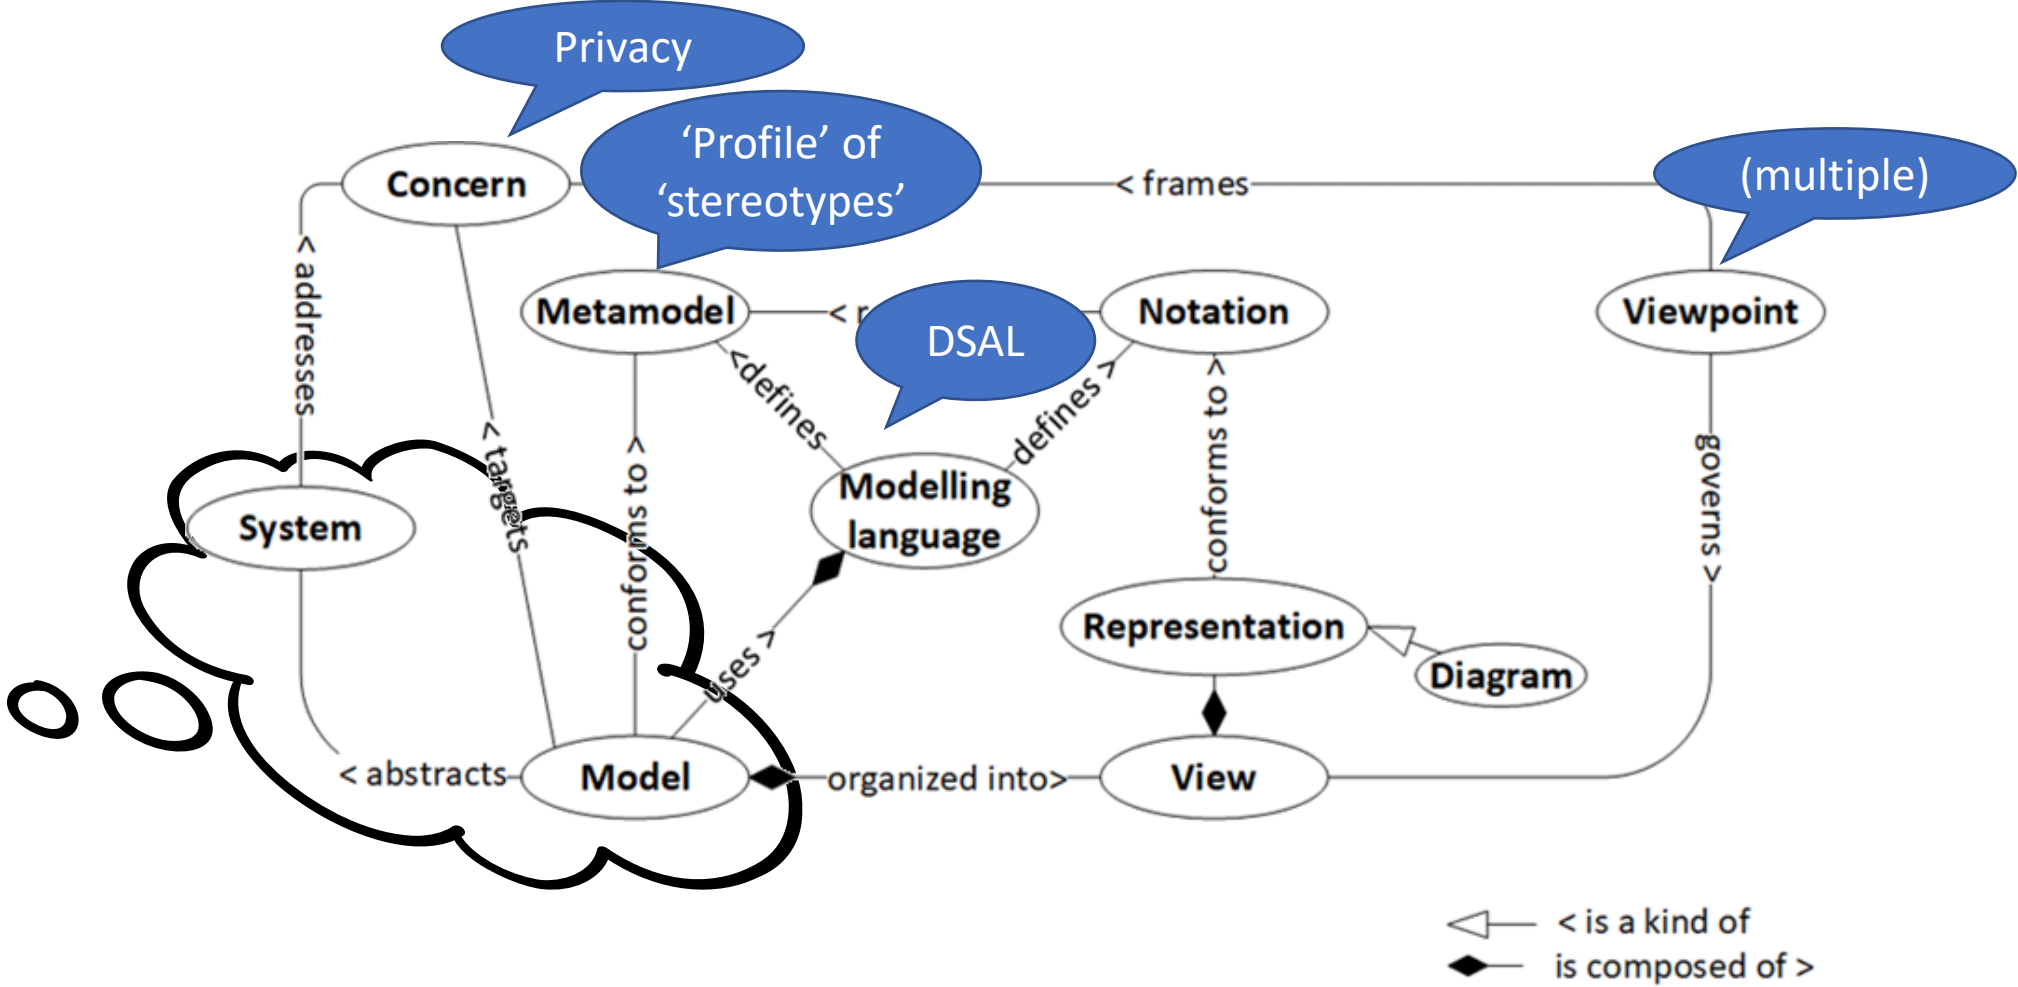 Privacy
‘Profile’ of
‘stereotypes’
Concern
< frames
(multiple)
< addresses
Metamodel
Notation
Viewpoint
DSAL
<defines
defines >
< targets
conforms to >
conforms to >
governs >
Modelling
language
System
uses >
Representation
Diagram
< abstracts
Model
organized into>
View
< is a kind of
is composed of >